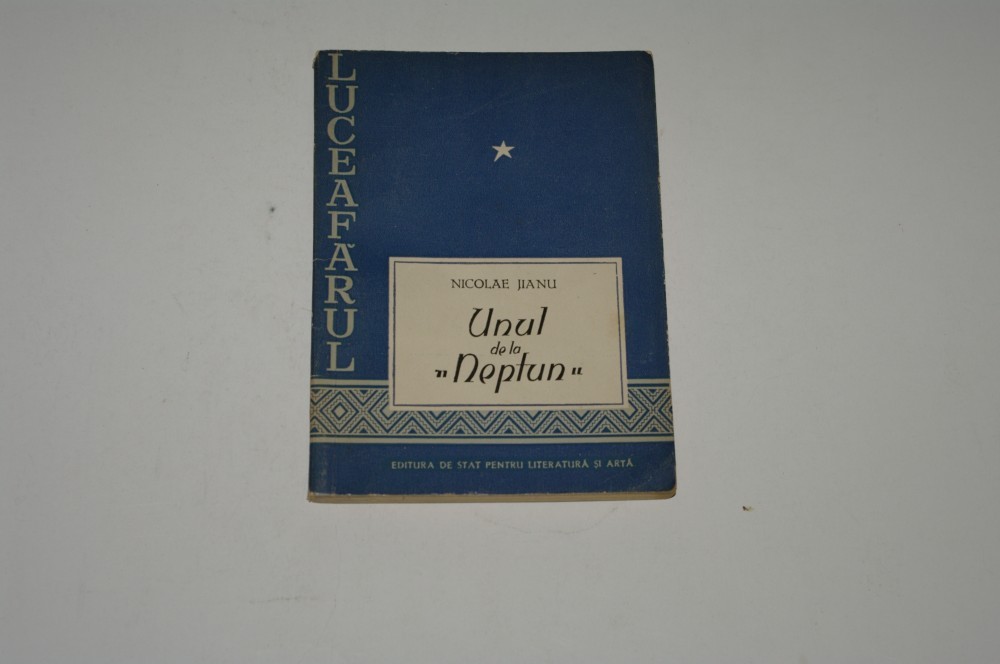 LUCEAFĂRUL
NICOLAE JIANU
Unul
de la
"Neptun"
EDITURA DE STAT PENTRU LITERATURĂ ȘI ARTĂ